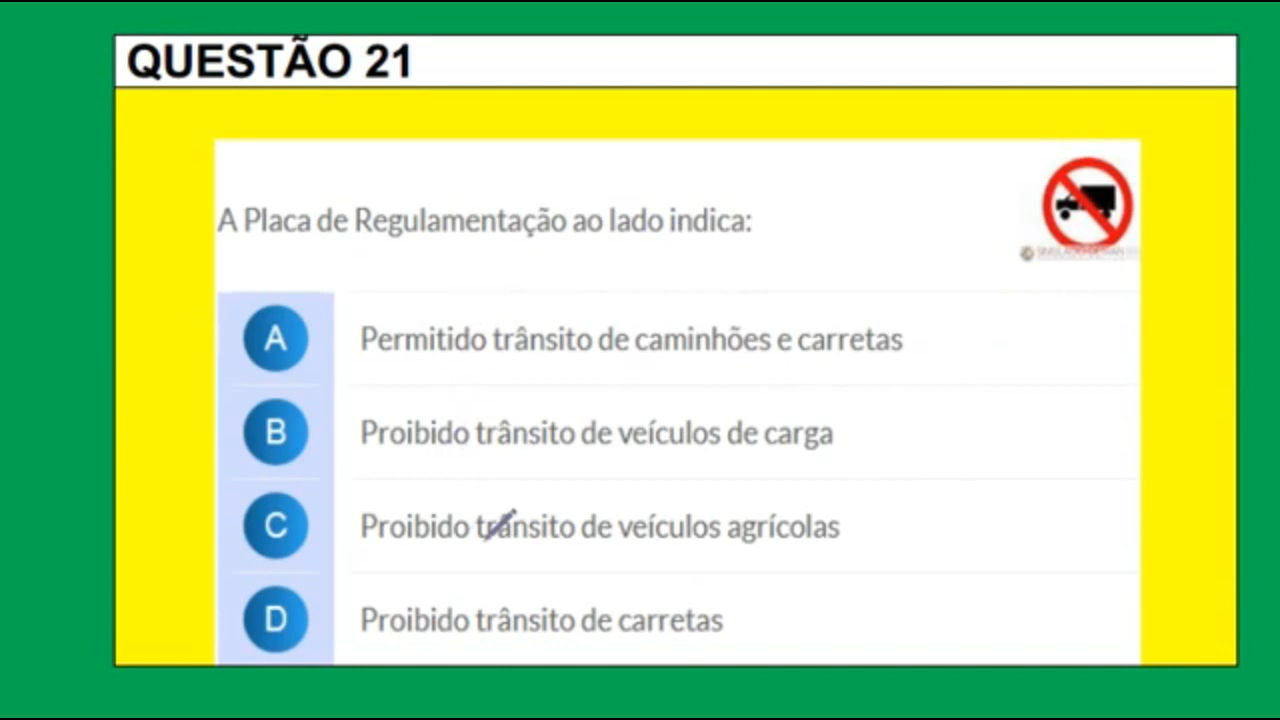 QUESTÃO 21
A Placa de Regulamentação ao lado indica:
A Permitido trânsito de caminhões e carretas
B Proibido trânsito de veículos de carga
C Proibido trânsito de veículos agrícolas
D Proibido trânsito de carretas